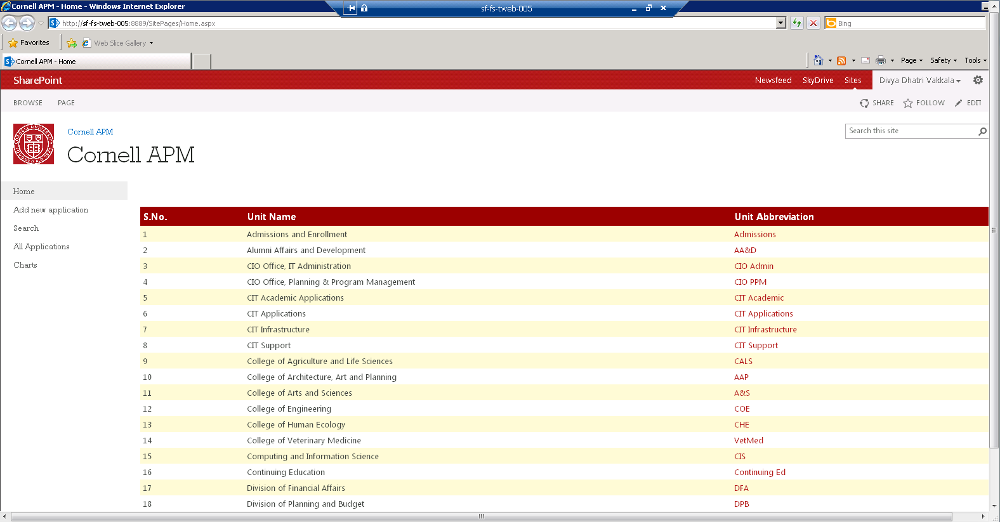 Cornell APM - Home - Windows Internet Explorer
sf-fs-tweb-005
http://sf-fs-tweb-005:8889/SitePages/Home.aspx
Bing
Favorites
Web Slice Gallery
Cornell APM - Home
Page
Safety
Tools
SharePoint
Newsfeed
SkyDrive
Sites
Divya Dhatri Vakkala
BROWSE
PAGE
SHARE
FOLLOW
EDIT
Cornell APM
Search this site
Cornell APM
Home
Add new application
Search
All Applications
Charts
S.No. Unit Name Unit Abbreviation
1 Admissions and Enrollment Admissions
2 Alumni Affairs and Development AA&D
3 CIO Office, IT Administration CIO Admin
4 CIO Office, Planning & Program Management CIO PPM
5 CIT Academic Applications CIT Academic
6 CIT Applications CIT Applications
7 CIT Infrastructure CIT Infrastructure
8 CIT Support CIT Support
9 College of Agriculture and Life Sciences CALS
10 College of Architecture, Art and Planning AAP
11 College of Arts and Sciences A&S
12 College of Engineering COE
13 College of Human Ecology CHE
14 College of Veterinary Medicine VetMed
15 Computing and Information Science CIS
16 Continuing Education Continuing Ed
17 Division of Financial Affairs DFA
18 Division of Planning and Budget DPB